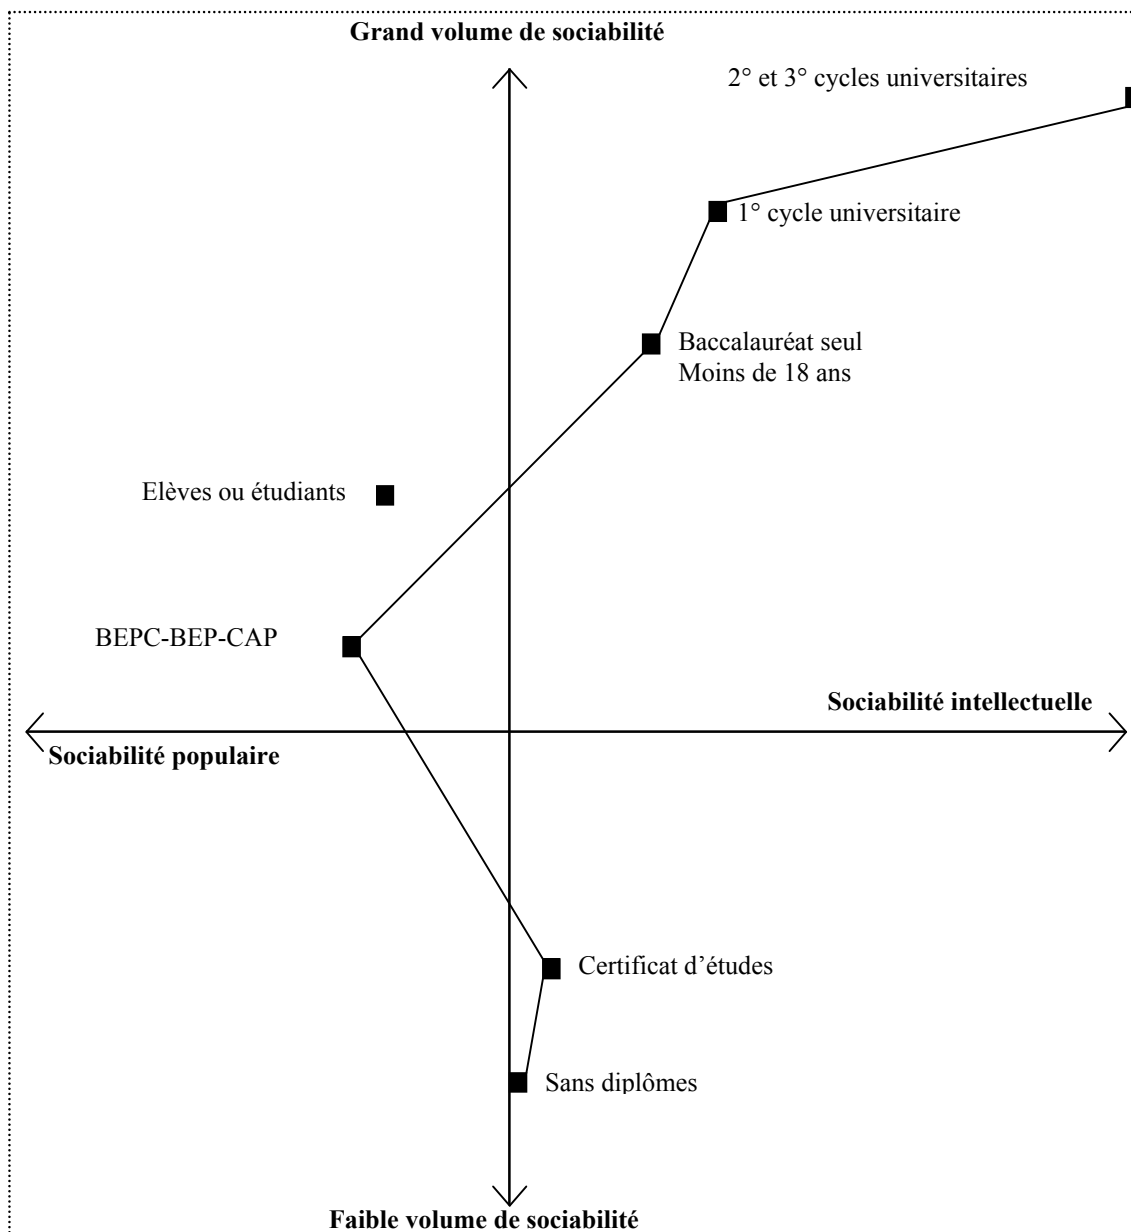 Grand volume de sociabilité
2° et 3° cycles universitaires
1° cycle universitaire
Baccalauréat seul
Moins de 18 ans
Elèves ou étudiants
BEPC-BEP-CAP
Sociabilité intellectuelle
Sociabilité populaire
Certificat d’études
Sans diplômes
Faible volume de sociabilité